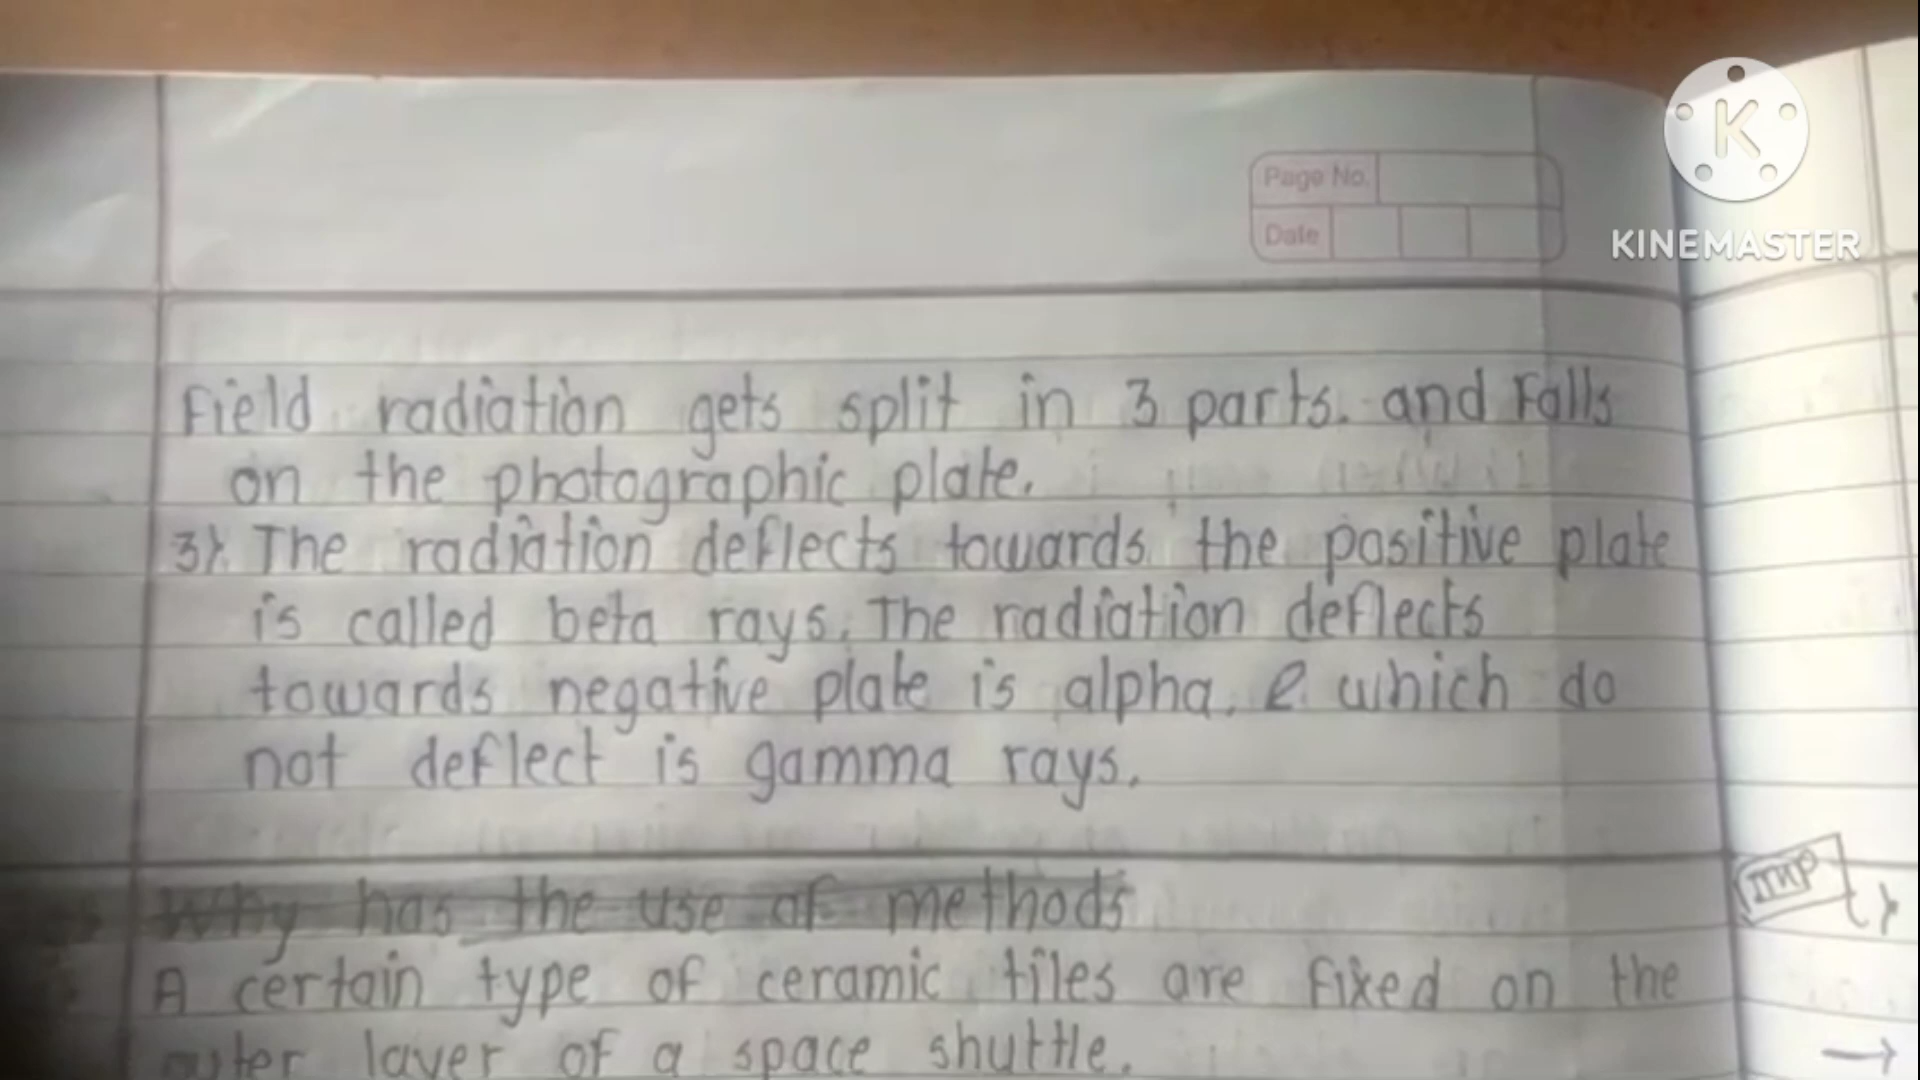 Page No.
Date
KINEMASTER
Field radiation gets split in 3 parts. and Falls
on the photographic plate.
3). The radiation deflects towards the positive plate
is called beta rays. The radiation deflects
towards negative plate is alpha. & which do
not deflect is gamma rays.
Why has the use of methods
IMP
A certain type of ceramic tiles are fixed on the
outer layer of a space shuttle.